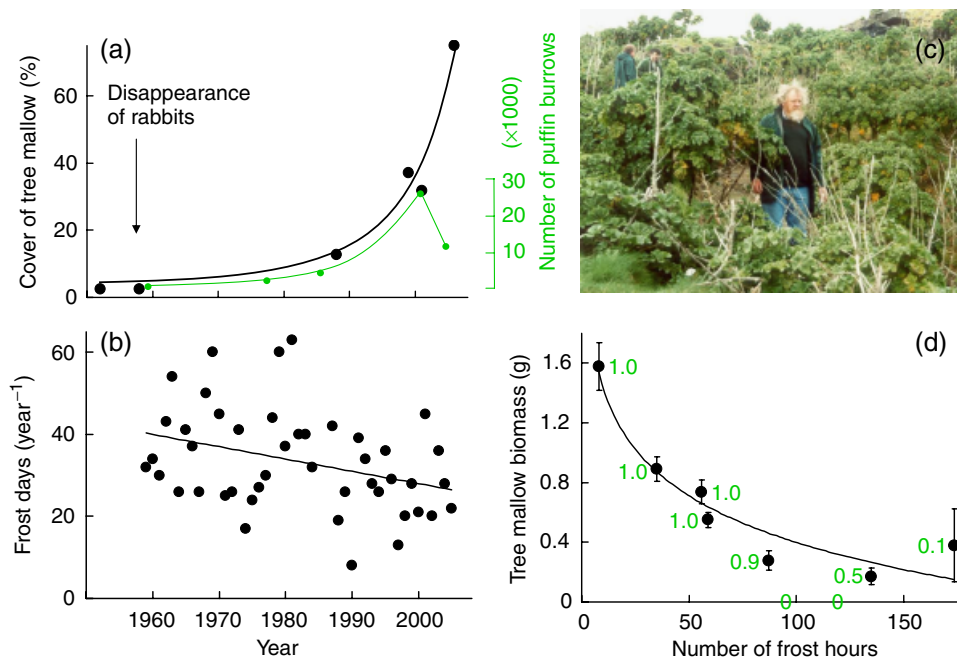 (a)
Cover of tree mallow (%)
60
40
20
0
Disappearance
of rabbits
Number of puffin burrows
(×1000)
30
20
10
(c)
(b)
Frost days (year⁻¹)
60
40
20
0
1960
1970
1980
1990
2000
Year
(d)
Tree mallow biomass (g)
1.6
1.2
0.8
0.4
0
1.0
1.0
1.0
1.0
0.9
0.5
0.1
0
0
0
50
100
150
Number of frost hours